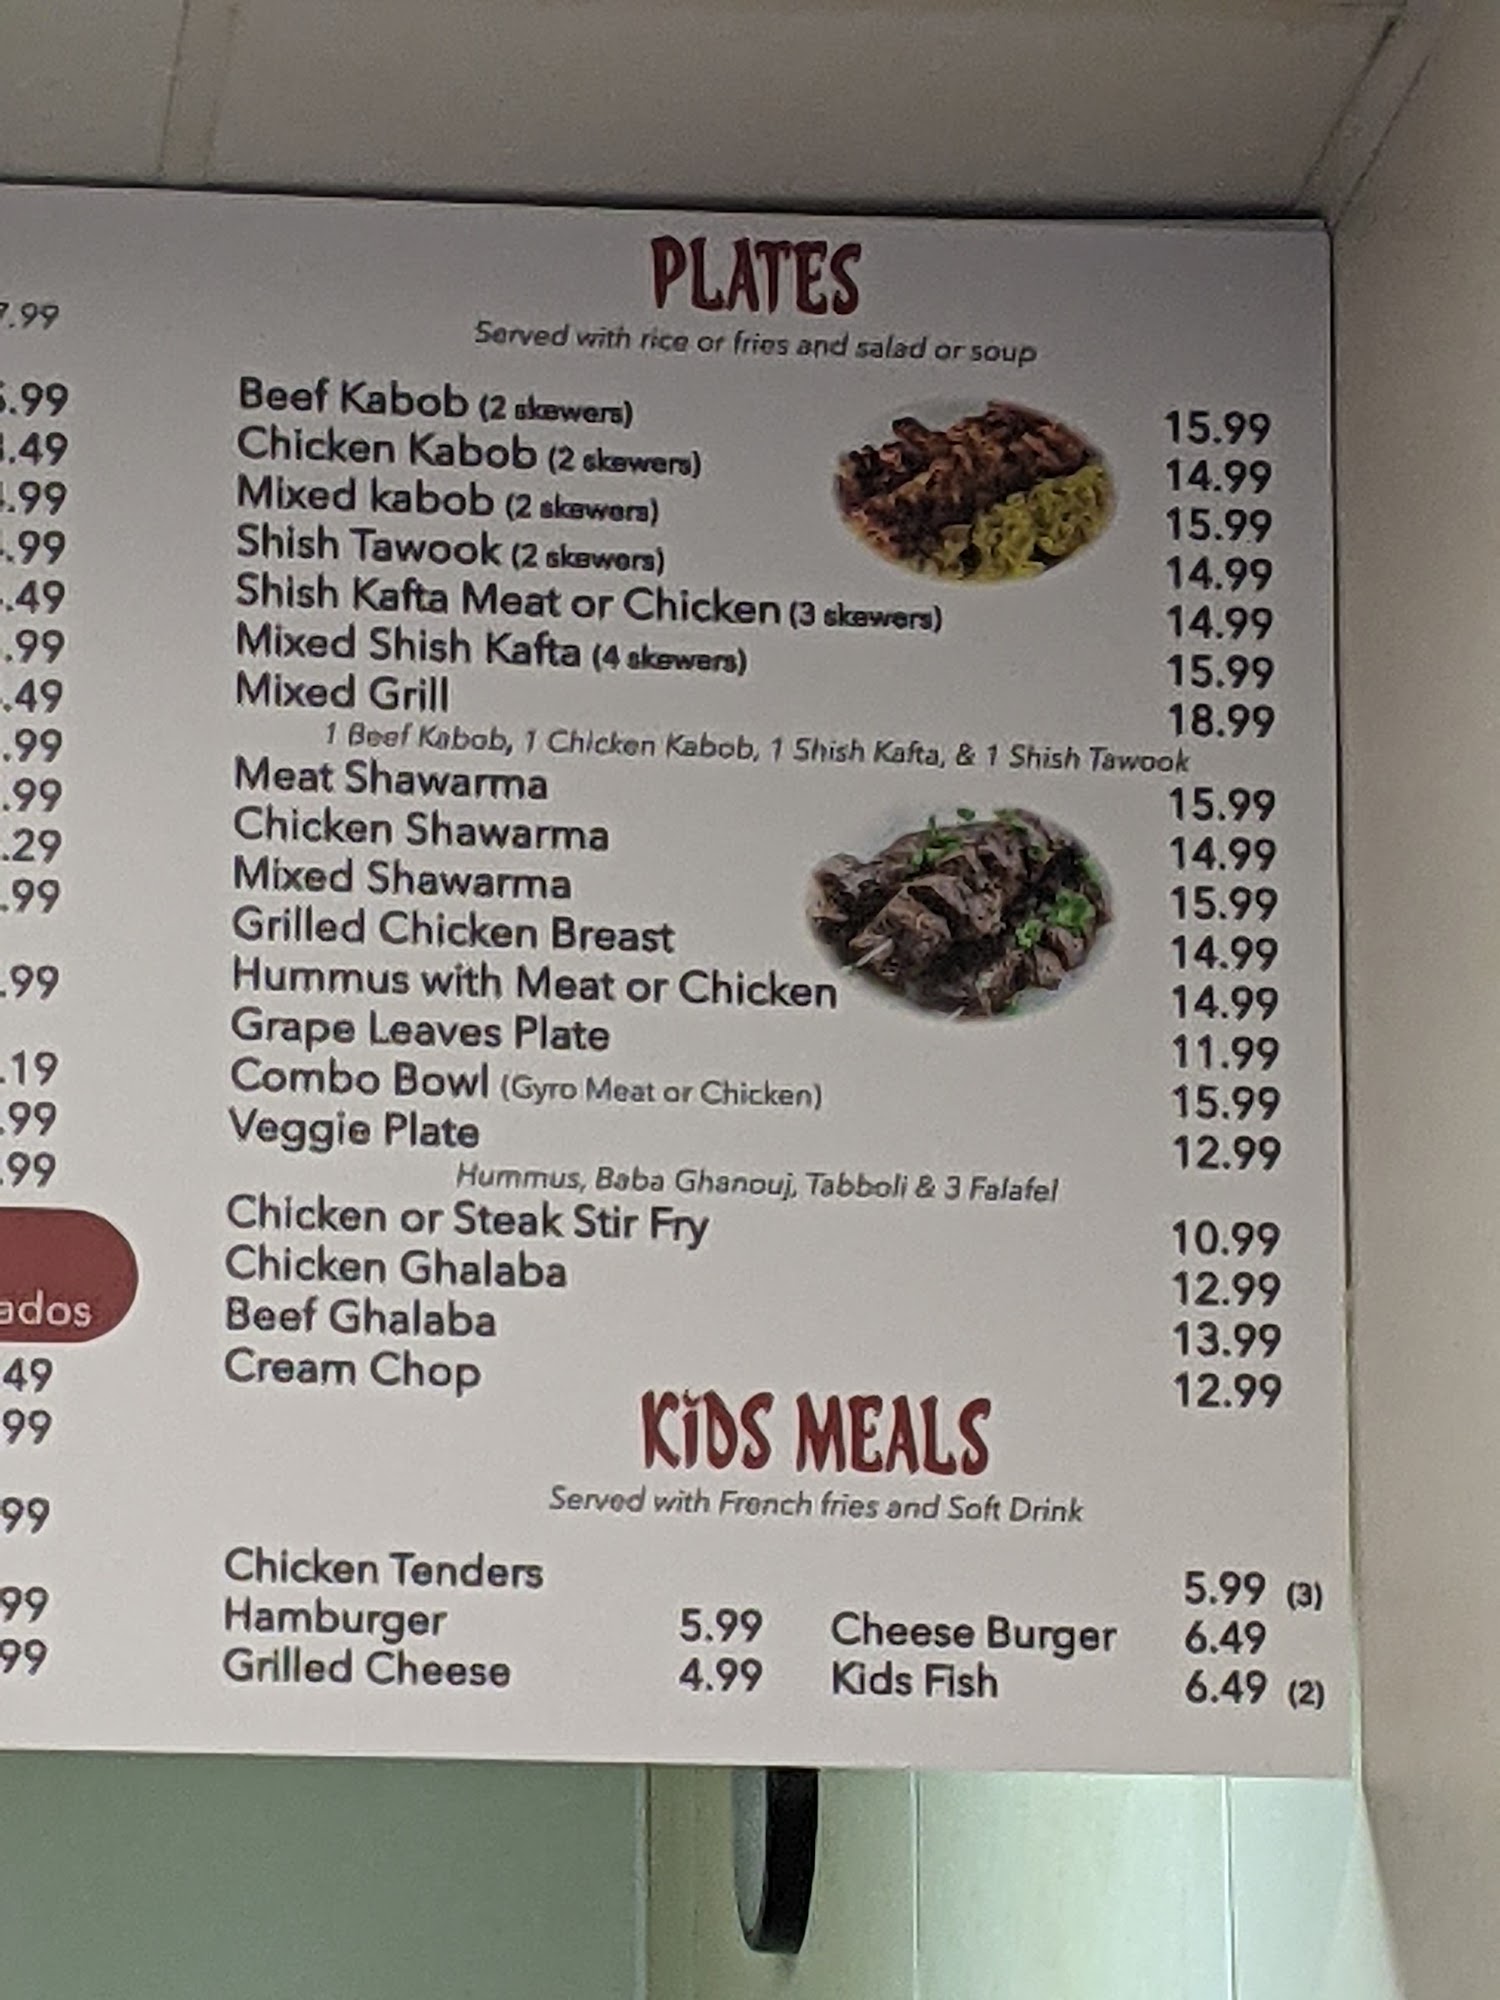 PLATES
Served with rice or fries and salad or soup
Beef Kabob (2 skewers) 15.99
Chicken Kabob (2 skewers) 14.99
Mixed kabob (2 skewers) 15.99
Shish Tawook (2 skewers) 14.99
Shish Kafta Meat or Chicken (3 skewers) 14.99
Mixed Shish Kafta (4 skewers) 15.99
Mixed Grill 18.99
1 Beef Kabob, 1 Chicken Kabob, 1 Shish Kafta, & 1 Shish Tawook
Meat Shawarma 15.99
Chicken Shawarma 14.99
Mixed Shawarma 15.99
Grilled Chicken Breast 14.99
Hummus with Meat or Chicken 14.99
Grape Leaves Plate 11.99
Combo Bowl (Gyro Meat or Chicken) 15.99
Veggie Plate 12.99
Hummus, Baba Ghanouj, Tabboli & 3 Falafel
Chicken or Steak Stir Fry 10.99
Chicken Ghalaba 12.99
Beef Ghalaba 13.99
Cream Chop 12.99
KiDS MEALS
Served with French fries and Soft Drink
Chicken Tenders 5.99 (3)
Hamburger 5.99 Cheese Burger 6.49
Grilled Cheese 4.99 Kids Fish 6.49 (2)